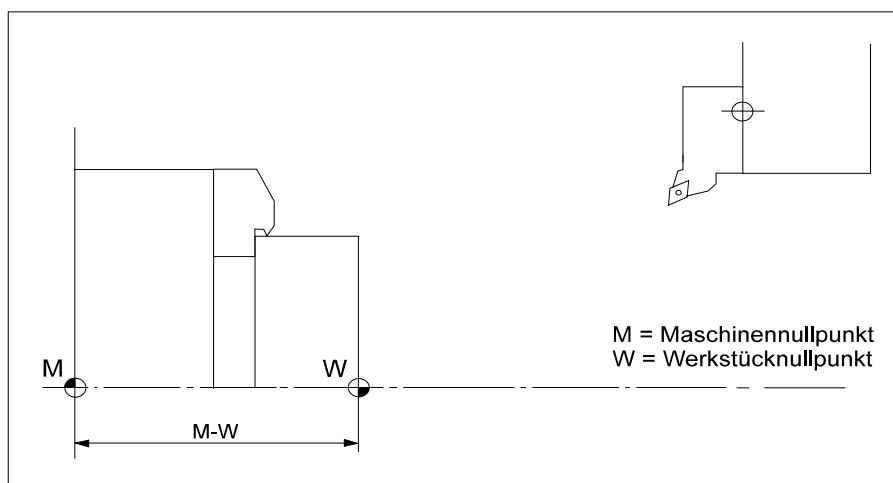 M = Maschinennullpunkt
W = Werkstücknullpunkt
M
W
M-W